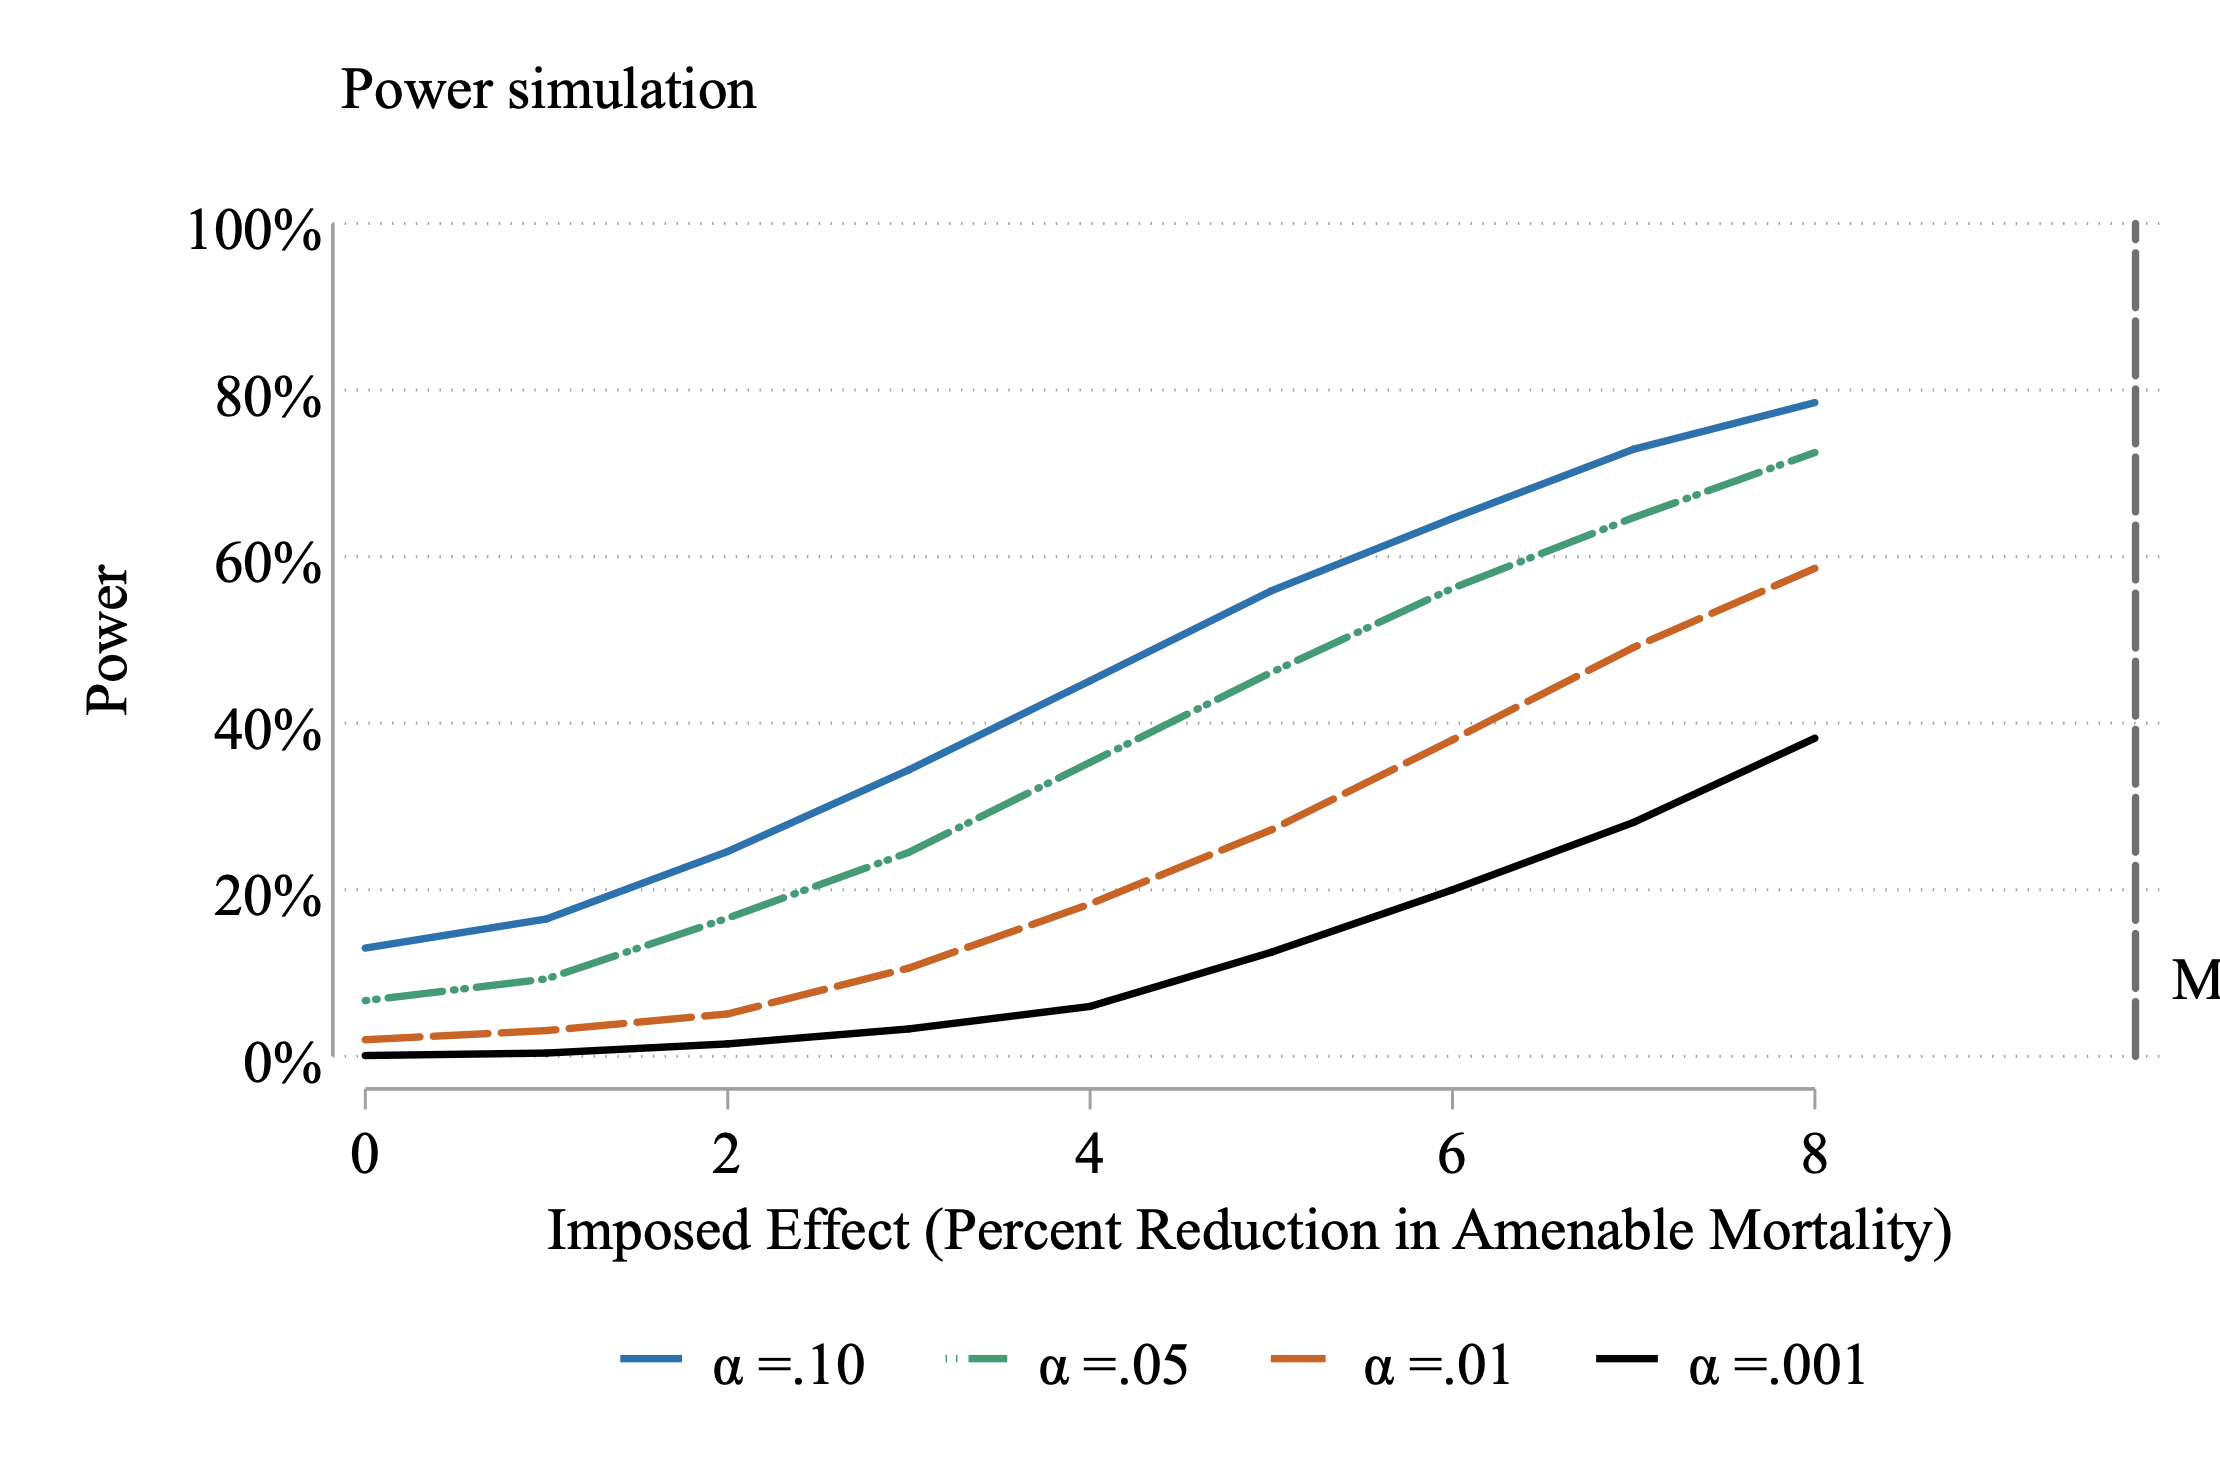 Power simulation
100%
80%
60%
40%
20%
0%
Power
M
0 2 4 6 8
Imposed Effect (Percent Reduction in Amenable Mortality)
α =.10 α =.05 α =.01 α =.001